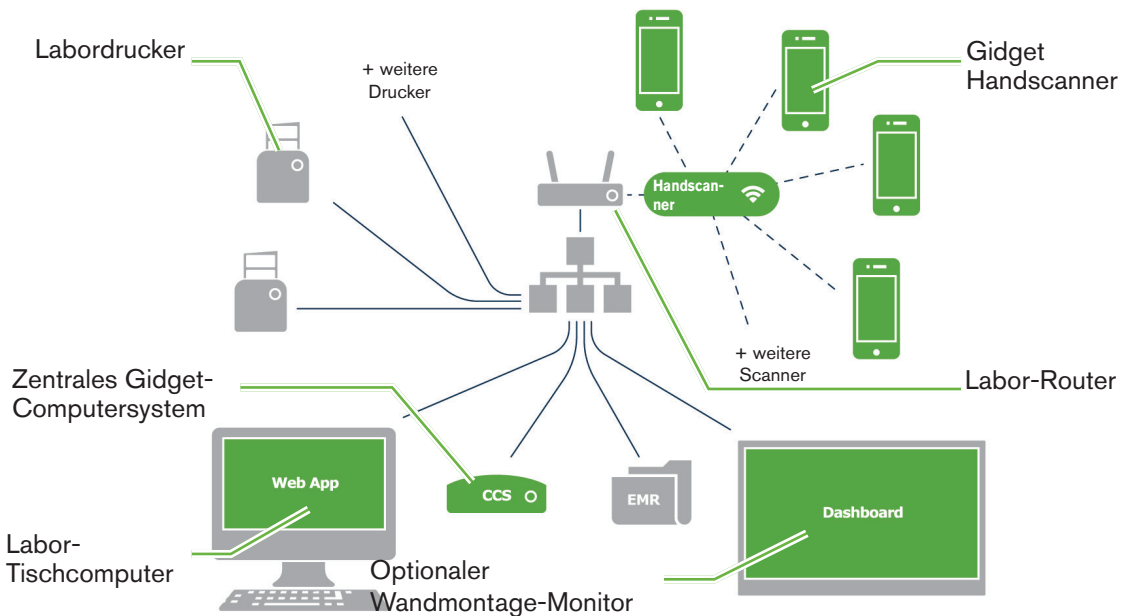 Labordrucker
+ weitere
Drucker
Gidget
Handscanner
Handscan-
ner
+ weitere
Scanner
Zentrales Gidget-
Computersystem
Labor-Router
Web App
CCS
EMR
Dashboard
Labor-
Tischcomputer
Optionaler
Wandmontage-Monitor